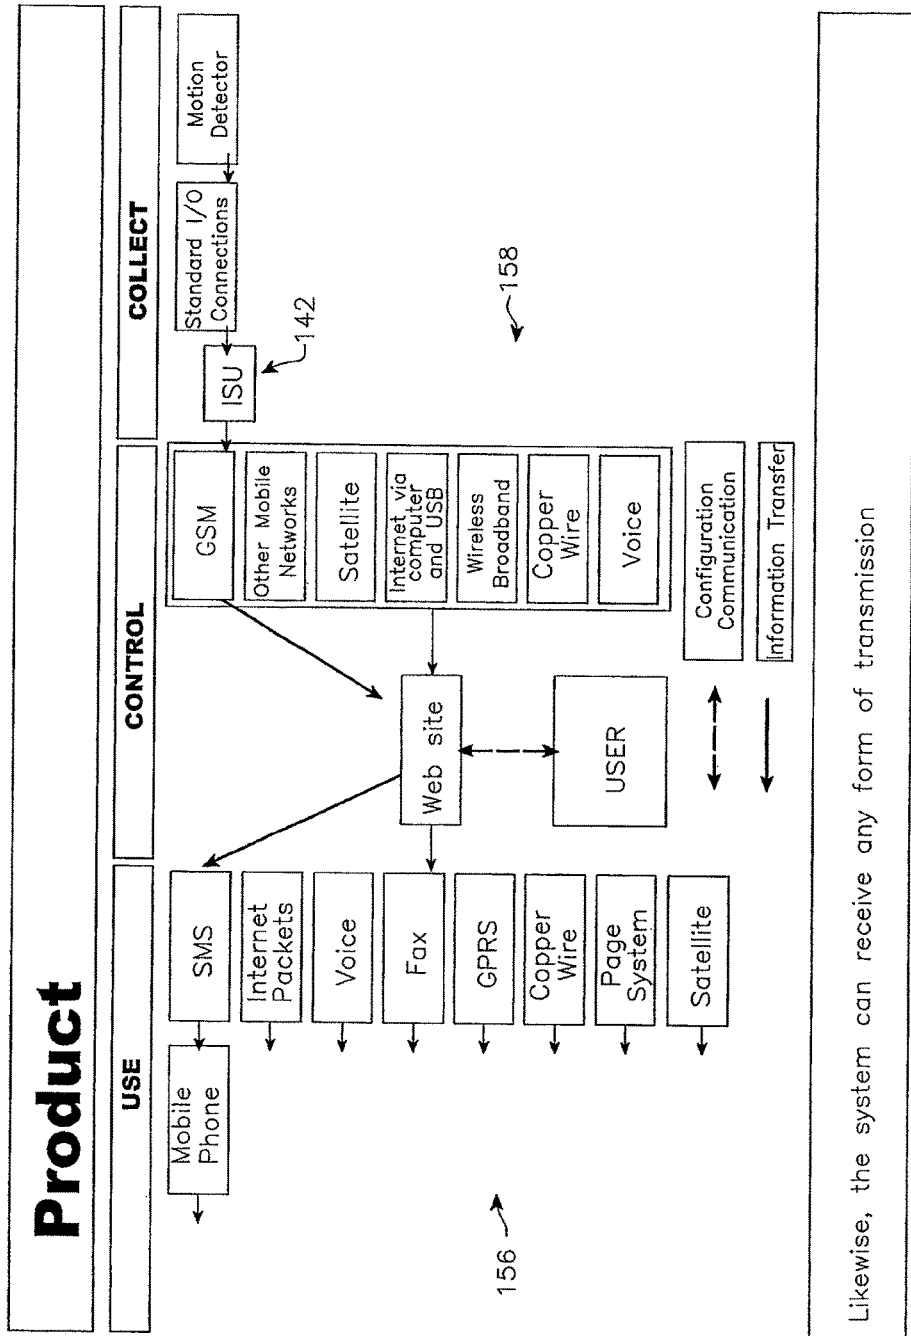 Product
USE
CONTROL
COLLECT
Mobile
Phone
SMS
Internet
Packets
Voice
Fax
GPRS
Copper
Wire
Page
System
Satellite
156
Web site
USER
GSM
Other Mobile
Networks
Satellite
Internet via
computer
and USB
Wireless
Broadband
Copper
Wire
Voice
Configuration
Communication
Information Transfer
ISU
142
Standard I/O
Connections
Motion
Detector
158
Likewise, the system can receive any form of transmission